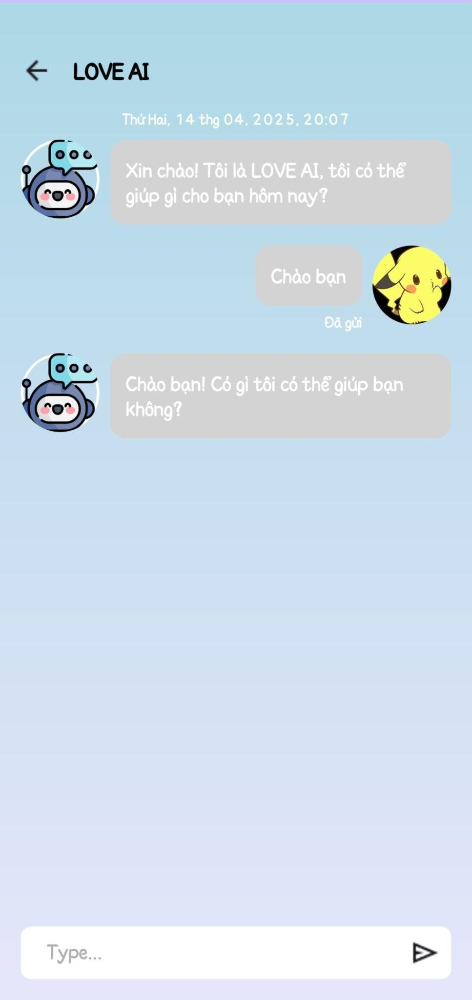 LOVE AI
Thứ Hai, 14 thg 04, 2025, 20:07
Xin chào! Tôi là LOVE AI, tôi có thể
giúp gì cho bạn hôm nay?
Chào bạn
Đã gửi
Chào bạn! Có gì tôi có thể giúp bạn
không?
Type...